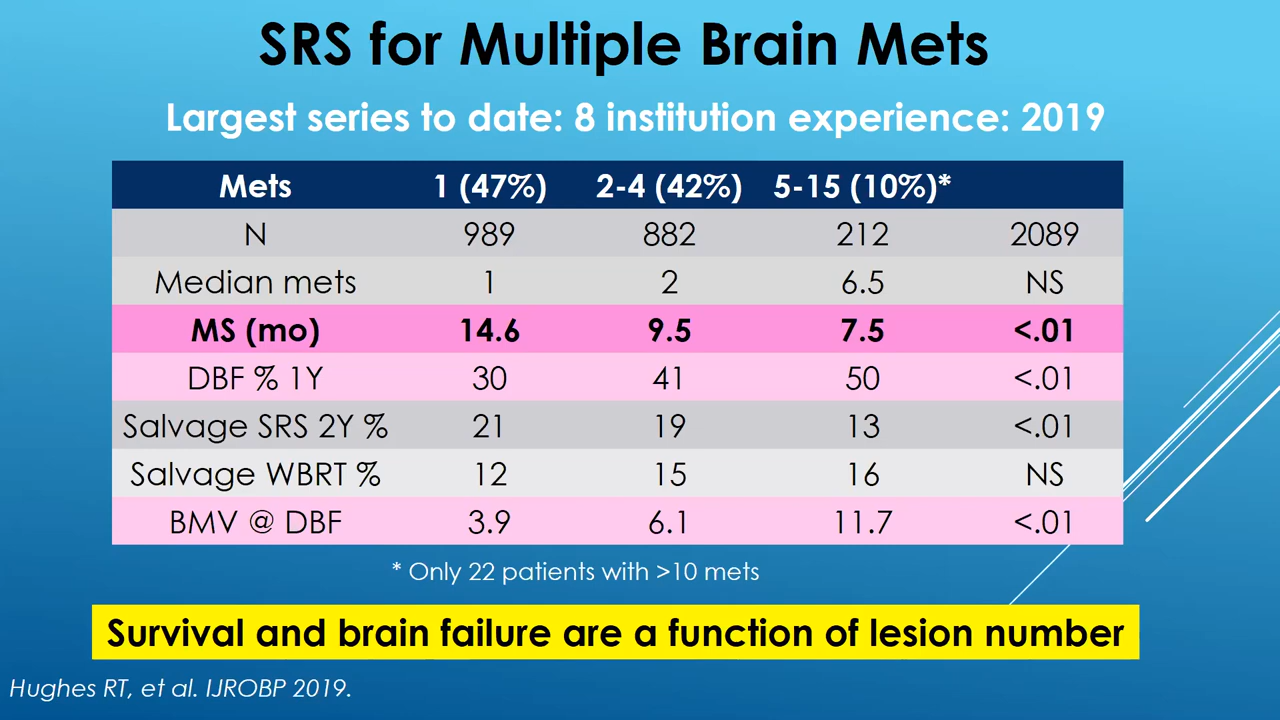 SRS for Multiple Brain Mets
Largest series to date: 8 institution experience: 2019
Mets 1 (47%) 2-4 (42%) 5-15 (10%)*
N 989 882 212 2089
Median mets 1 2 6.5 NS
MS (mo) 14.6 9.5 7.5 <.01
DBF % 1Y 30 41 50 <.01
Salvage SRS 2Y % 21 19 13 <.01
Salvage WBRT % 12 15 16 NS
BMV @ DBF 3.9 6.1 11.7 <.01
* Only 22 patients with >10 mets
Survival and brain failure are a function of lesion number
Hughes RT, et al. IJROBP 2019.